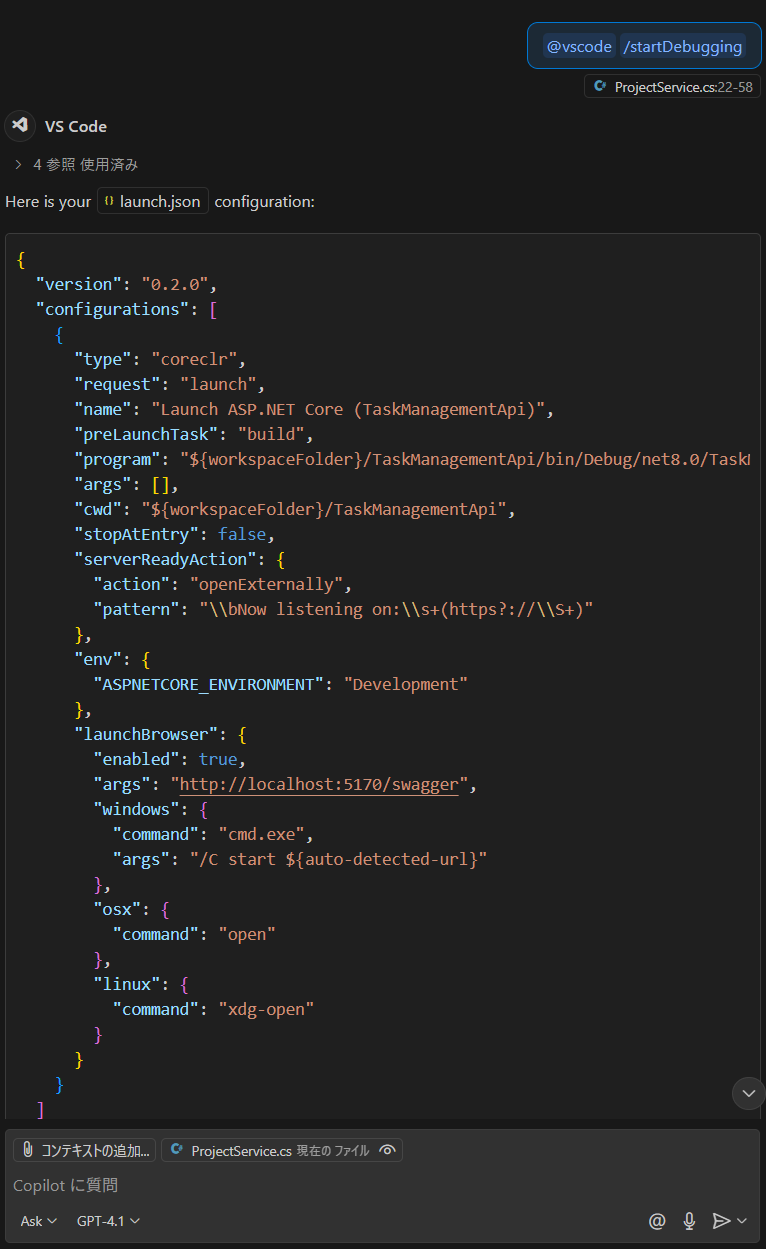 @vscode /startDebugging
ProjectService.cs:22-58
VS Code
4 参照 使用済み
Here is your launch.json configuration:
{
  "version": "0.2.0",
  "configurations": [
    {
      "type": "coreclr",
      "request": "launch",
      "name": "Launch ASP.NET Core (TaskManagementApi)",
      "preLaunchTask": "build",
      "program": "${workspaceFolder}/TaskManagementApi/bin/Debug/net8.0/Task
      "args": [],
      "cwd": "${workspaceFolder}/TaskManagementApi",
      "stopAtEntry": false,
      "serverReadyAction": {
        "action": "openExternally",
        "pattern": "\\bNow listening on:\\s+(https?://\\S+)"
      },
      "env": {
        "ASPNETCORE_ENVIRONMENT": "Development"
      },
      "launchBrowser": {
        "enabled": true,
        "args": "http://localhost:5170/swagger",
        "windows": {
          "command": "cmd.exe",
          "args": "/C start ${auto-detected-url}"
        },
        "osx": {
          "command": "open"
        },
        "linux": {
          "command": "xdg-open"
        }
      }
    }
  ]
コンテキストの追加... ProjectService.cs 現在の ファイル
Copilot に質問
Ask GPT-4.1